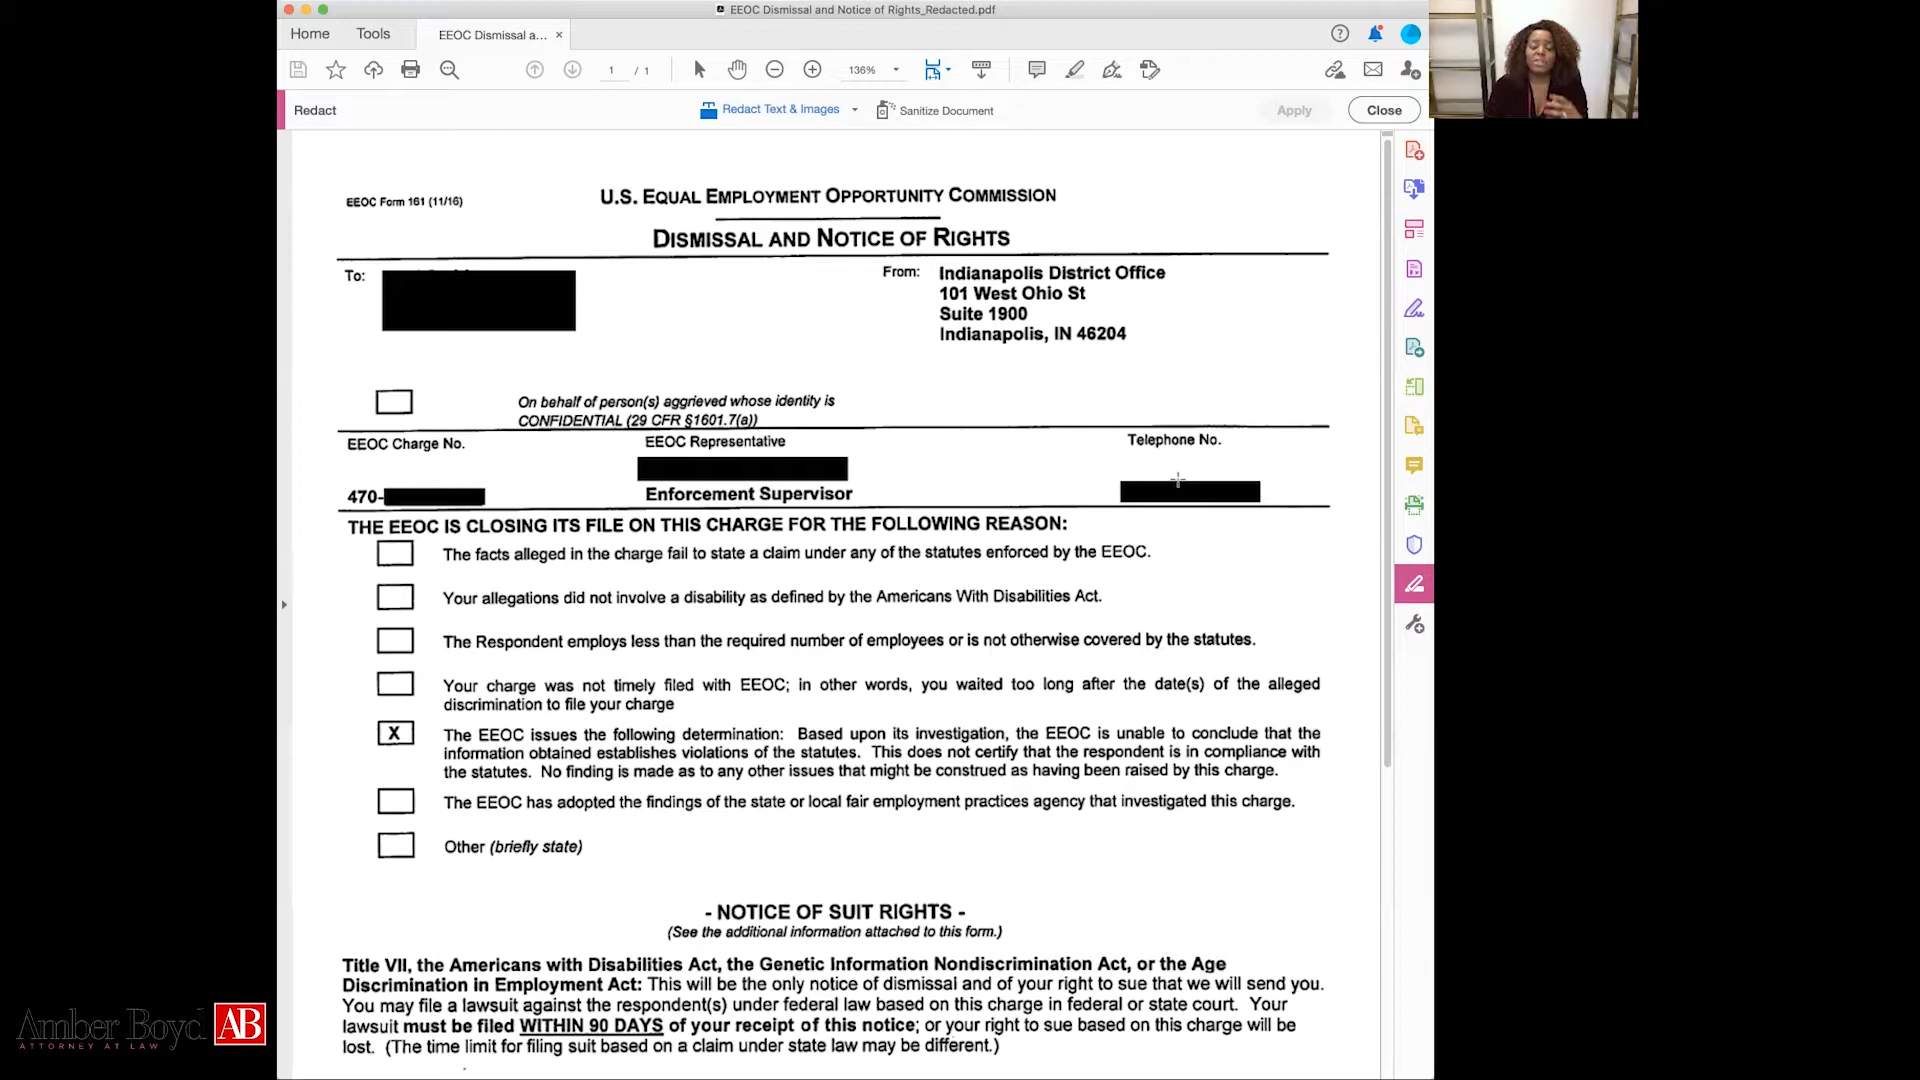 EEOC Dismissal and Notice of Rights_Redacted.pdf
Home Tools EEOC Dismissal a... ×
1 / 1 136%
Redact Redact Text & Images Sanitize Document Apply Close
EEOC Form 161 (11/16) U.S. EQUAL EMPLOYMENT OPPORTUNITY COMMISSION
DISMISSAL AND NOTICE OF RIGHTS
To: From: Indianapolis District Office
101 West Ohio St
Suite 1900
Indianapolis, IN 46204
On behalf of person(s) aggrieved whose identity is
CONFIDENTIAL (29 CFR §1601.7(a))
EEOC Charge No. EEOC Representative Telephone No.
470- Enforcement Supervisor
THE EEOC IS CLOSING ITS FILE ON THIS CHARGE FOR THE FOLLOWING REASON:
The facts alleged in the charge fail to state a claim under any of the statutes enforced by the EEOC.
Your allegations did not involve a disability as defined by the Americans With Disabilities Act.
The Respondent employs less than the required number of employees or is not otherwise covered by the statutes.
Your charge was not timely filed with EEOC; in other words, you waited too long after the date(s) of the alleged
discrimination to file your charge
X The EEOC issues the following determination: Based upon its investigation, the EEOC is unable to conclude that the
information obtained establishes violations of the statutes. This does not certify that the respondent is in compliance with
the statutes. No finding is made as to any other issues that might be construed as having been raised by this charge.
The EEOC has adopted the findings of the state or local fair employment practices agency that investigated this charge.
Other (briefly state)
- NOTICE OF SUIT RIGHTS -
(See the additional information attached to this form.)
Title VII, the Americans with Disabilities Act, the Genetic Information Nondiscrimination Act, or the Age
Discrimination in Employment Act: This will be the only notice of dismissal and of your right to sue that we will send you.
You may file a lawsuit against the respondent(s) under federal law based on this charge in federal or state court. Your
lawsuit must be filed WITHIN 90 DAYS of your receipt of this notice; or your right to sue based on this charge will be
lost. (The time limit for filing suit based on a claim under state law may be different.)
Amber Boyd AB
ATTORNEY AT LAW